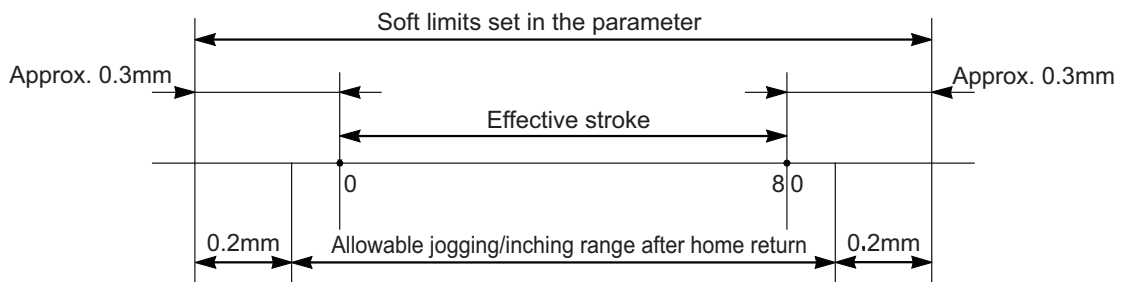 Soft limits set in the parameter
Approx. 0.3mm
Approx. 0.3mm
Effective stroke
0
80
0.2mm
Allowable jogging/inching range after home return
0.2mm